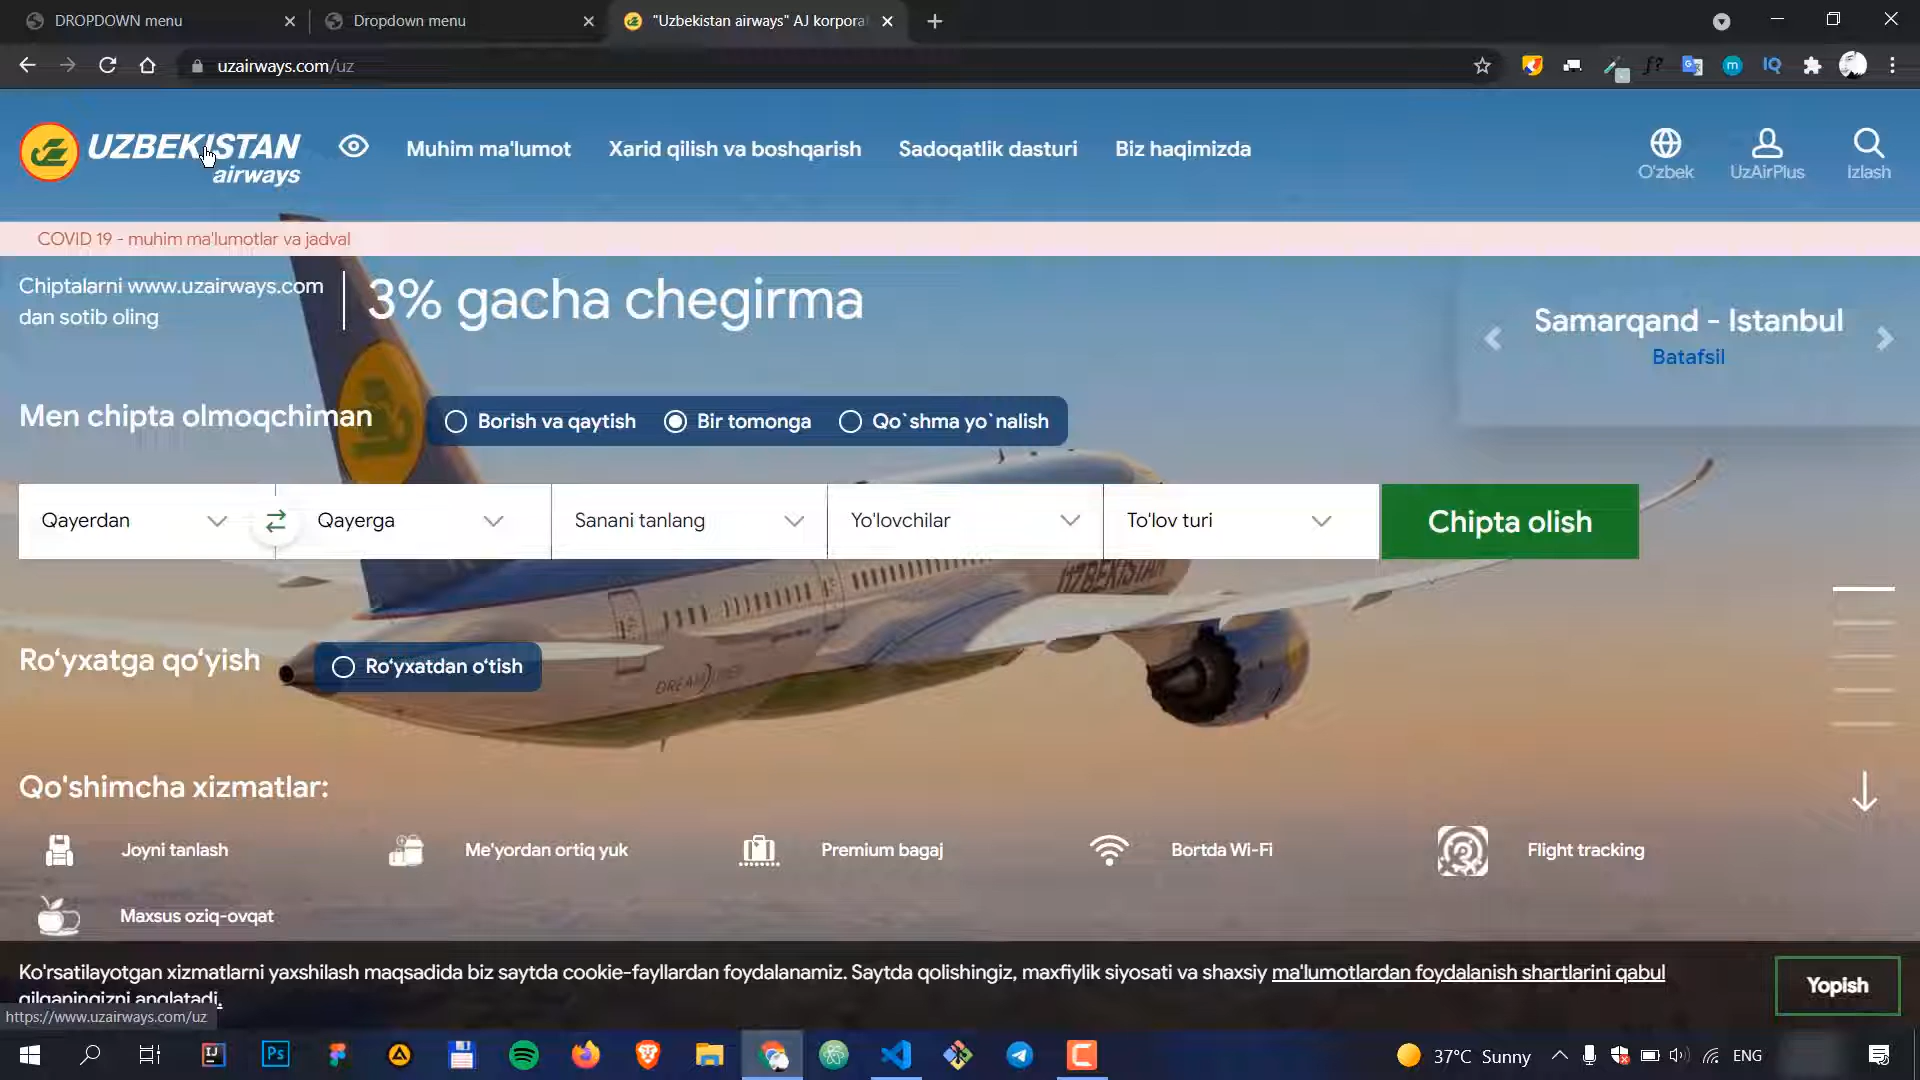 DROPDOWN menu
Dropdown menu
"Uzbekistan airways" AJ korpora
uzairways.com/uz
UZBEKISTAN
airways
Muhim ma'lumot
Xarid qilish va boshqarish
Sadoqatlik dasturi
Biz haqimizda
O'zbek
UzAirPlus
Izlash
COVID 19 - muhim ma'lumotlar va jadval
Chiptalarni www.uzairways.com
dan sotib oling
3% gacha chegirma
Samarqand - Istanbul
Batafsil
Men chipta olmoqchiman
Borish va qaytish
Bir tomonga
Qo`shma yo`nalish
Qayerdan
Qayerga
Sanani tanlang
Yo'lovchilar
To'lov turi
Chipta olish
UZBEKISTAN
DREAMLINER
Ro‘yxatga qo‘yish
Ro‘yxatdan o‘tish
Qo'shimcha xizmatlar:
Joyni tanlash
Me'yordan ortiq yuk
Premium bagaj
Bortda Wi-Fi
Flight tracking
Maxsus oziq-ovqat
Ko'rsatilayotgan xizmatlarni yaxshilash maqsadida biz saytda cookie-fayllardan foydalanamiz. Saytda qolishingiz, maxfiylik siyosati va shaxsiy ma'lumotlardan foydalanish shartlarini qabul
qilganingizni anglatadi.
Yopish
https://www.uzairways.com/uz
37°C Sunny
ENG